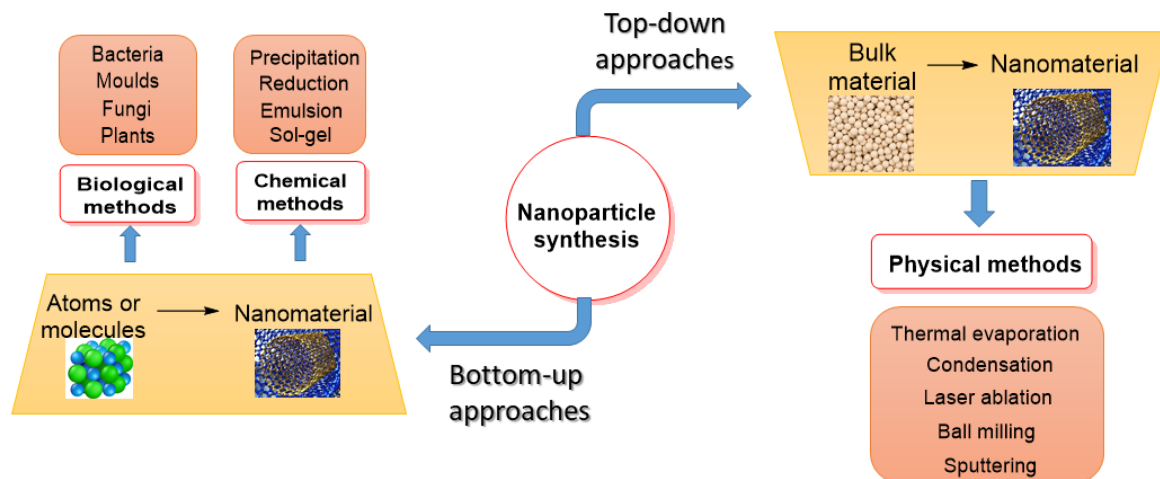 Top-down
approaches
Bulk
material
Nanomaterial
Bacteria
Moulds
Fungi
Plants
Precipitation
Reduction
Emulsion
Sol-gel
Biological
methods
Chemical
methods
Nanoparticle
synthesis
Physical methods
Atoms or
molecules
Nanomaterial
Bottom-up
approaches
Thermal evaporation
Condensation
Laser ablation
Ball milling
Sputtering